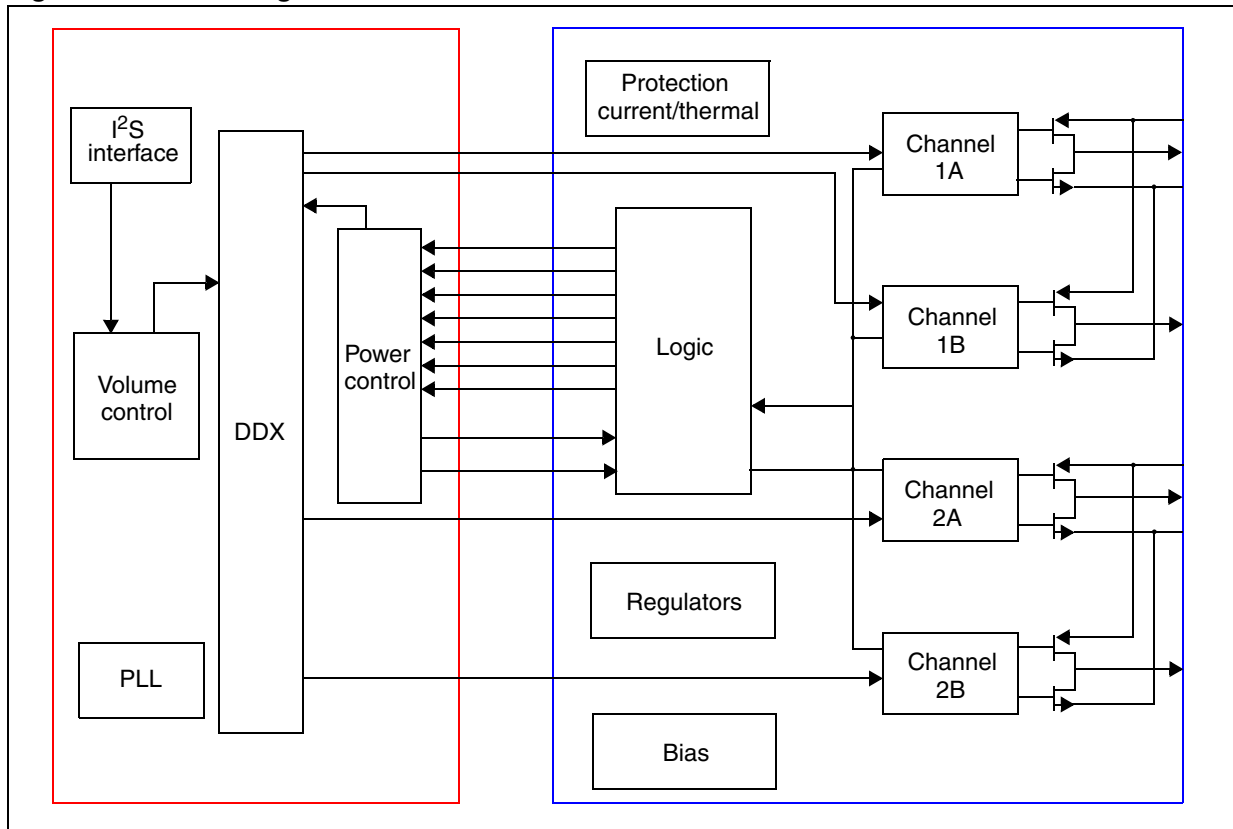 Protection
current/thermal
I²S
interface
Channel
1A
Channel
1B
Logic
Power
control
Volume
control
DDX
Channel
2A
Regulators
PLL
Channel
2B
Bias